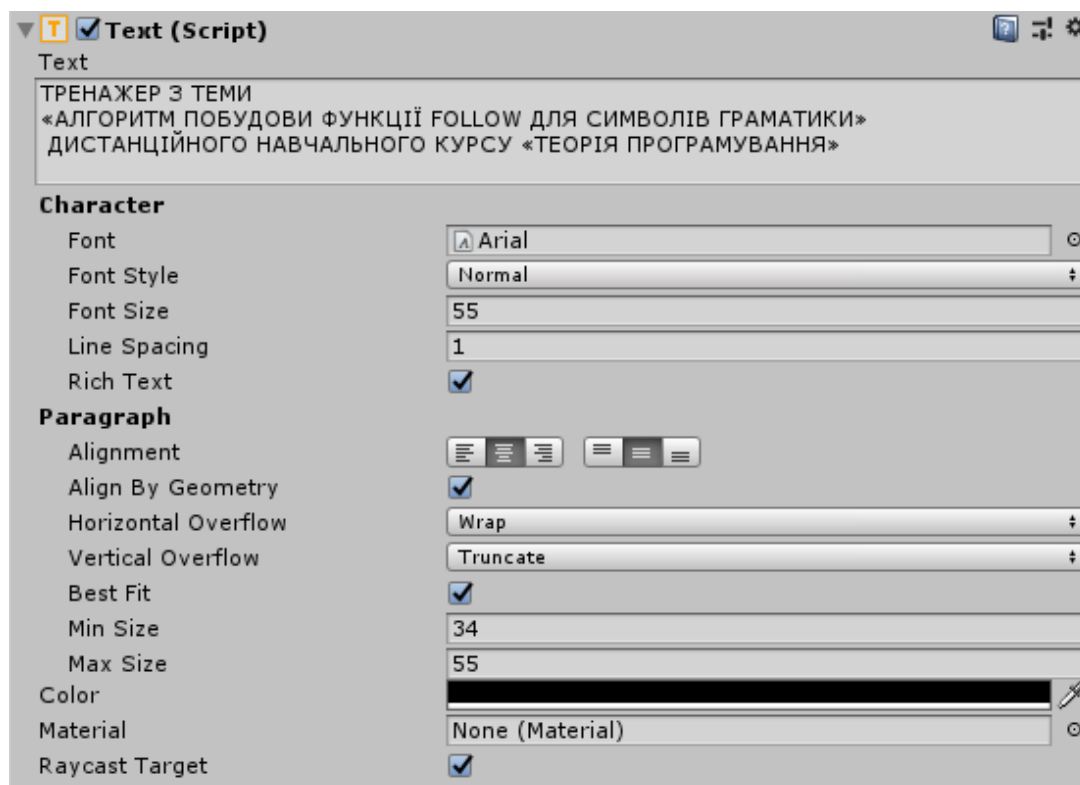 Text (Script)
Text
ТРЕНАЖЕР З ТЕМИ
«АЛГОРИТМ ПОБУДОВИ ФУНКЦІЇ FOLLOW ДЛЯ СИМВОЛІВ ГРАМАТИКИ»
ДИСТАНЦІЙНОГО НАВЧАЛЬНОГО КУРСУ «ТЕОРІЯ ПРОГРАМУВАННЯ»
Character
Font Arial
Font Style Normal
Font Size 55
Line Spacing 1
Rich Text
Paragraph
Alignment
Align By Geometry
Horizontal Overflow Wrap
Vertical Overflow Truncate
Best Fit
Min Size 34
Max Size 55
Color
Material None (Material)
Raycast Target